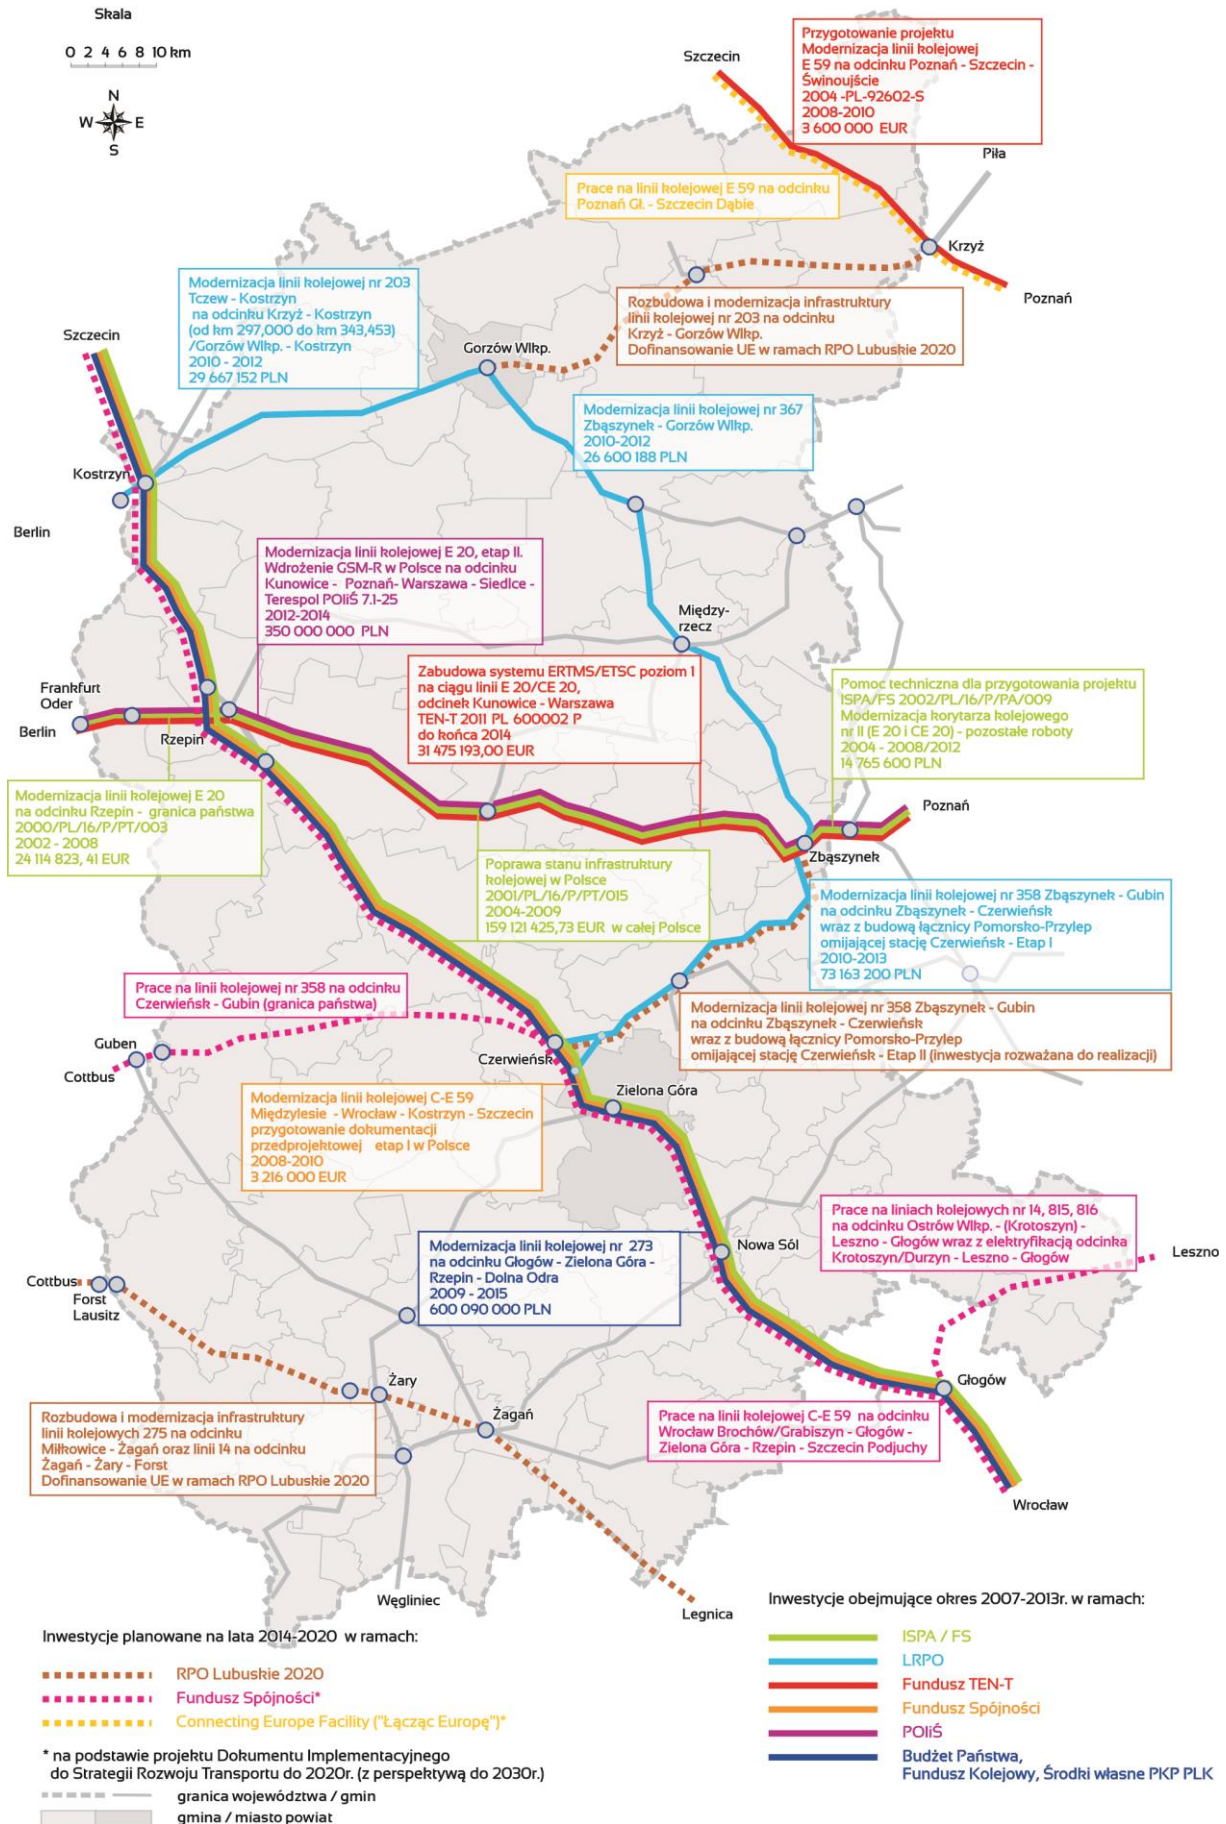 Skala
0 2 4 6 8 10 km
N
W E
S
Szczecin
Przygotowanie projektu
Modernizacja linii kolejowej
E 59 na odcinku Poznań - Szczecin -
Świnoujście
2004 -PL-92602-S
2008-2010
3 600 000 EUR
Piła
Prace na linii kolejowej E 59 na odcinku
Poznań Gł. - Szczecin Dąbie
Krzyż
Poznań
Modernizacja linii kolejowej nr 203
Tczew - Kostrzyn
na odcinku Krzyż - Kostrzyn
(od km 297,000 do km 343,453)
/Gorzów Wlkp. - Kostrzyn
2010 - 2012
29 667 152 PLN
Rozbudowa i modernizacja infrastruktury
linii kolejowej nr 203 na odcinku
Krzyż - Gorzów Wlkp.
Dofinansowanie UE w ramach RPO Lubuskie 2020
Szczecin
Gorzów Wlkp.
Modernizacja linii kolejowej nr 367
Zbąszynek - Gorzów Wlkp.
2010-2012
26 600 188 PLN
Kostrzyn
Berlin
Modernizacja linii kolejowej E 20, etap II.
Wdrożenie GSM-R w Polsce na odcinku
Kunowice - Poznań- Warszawa - Siedlce -
Terespol POIiŚ 7.1-25
2012-2014
350 000 000 PLN
Między-
rzecz
Zabudowa systemu ERTMS/ETSC poziom 1
na ciągu linii E 20/CE 20,
odcinek Kunowice - Warszawa
TEN-T 2011 PL 600002 P
do końca 2014
31 475 193,00 EUR
Pomoc techniczna dla przygotowania projektu
ISPA/FS 2002/PL/16/P/PA/009
Modernizacja korytarza kolejowego
nr II (E 20 i CE 20) - pozostałe roboty
2004 - 2008/2012
14 765 600 PLN
Frankfurt
Oder
Berlin
Rzepin
Modernizacja linii kolejowej E 20
na odcinku Rzepin - granica państwa
2000/PL/16/P/PT/003
2002 - 2008
24 114 823, 41 EUR
Poznań
Zbąszynek
Poprawa stanu infrastruktury
kolejowej w Polsce
2001/PL/16/P/PT/015
2004-2009
159 121 425,73 EUR w całej Polsce
Modernizacja linii kolejowej nr 358 Zbąszynek - Gubin
na odcinku Zbąszynek - Czerwieńsk
wraz z budową łącznicy Pomorsko-Przylep
omijającej stację Czerwieńsk - Etap I
2010-2013
73 163 200 PLN
Prace na linii kolejowej nr 358 na odcinku
Czerwieńsk - Gubin (granica państwa)
Modernizacja linii kolejowej nr 358 Zbąszynek - Gubin
na odcinku Zbąszynek - Czerwieńsk
wraz z budową łącznicy Pomorsko-Przylep
omijającej stację Czerwieńsk - Etap II (inwestycja rozważana do realizacji)
Guben
Cottbus
Czerwieńsk
Zielona Góra
Modernizacja linii kolejowej C-E 59
Międzylesie - Wrocław - Kostrzyn - Szczecin
przygotowanie dokumentacji
przedprojektowej etap I w Polsce
2008-2010
3 216 000 EUR
Prace na liniach kolejowych nr 14, 815, 816
na odcinku Ostrów Wlkp. - (Krotoszyn) -
Leszno - Głogów wraz z elektryfikacją odcinka
Krotoszyn/Durzyn - Leszno - Głogów
Leszno
Modernizacja linii kolejowej nr 273
na odcinku Głogów - Zielona Góra -
Rzepin - Dolna Odra
2009 - 2015
600 090 000 PLN
Nowa Sól
Cottbus
Forst
Lausitz
Żary
Żagań
Głogów
Rozbudowa i modernizacja infrastruktury
linii kolejowych 275 na odcinku
Miłkowice - Żagań oraz linii 14 na odcinku
Żagań - Żary - Forst
Dofinansowanie UE w ramach RPO Lubuskie 2020
Prace na linii kolejowej C-E 59 na odcinku
Wrocław Brochów/Grabiszyn - Głogów -
Zielona Góra - Rzepin - Szczecin Podjuchy
Wrocław
Węgliniec
Legnica
Inwestycje planowane na lata 2014-2020 w ramach:
RPO Lubuskie 2020
Fundusz Spójności*
Connecting Europe Facility ("Łącząc Europę")*
* na podstawie projektu Dokumentu Implementacyjnego
do Strategii Rozwoju Transportu do 2020r. (z perspektywą do 2030r.)
granica województwa / gmin
gmina / miasto powiat
Inwestycje obejmujące okres 2007-2013r. w ramach:
ISPA / FS
LRPO
Fundusz TEN-T
Fundusz Spójności
POIiŚ
Budżet Państwa,
Fundusz Kolejowy, Środki własne PKP PLK